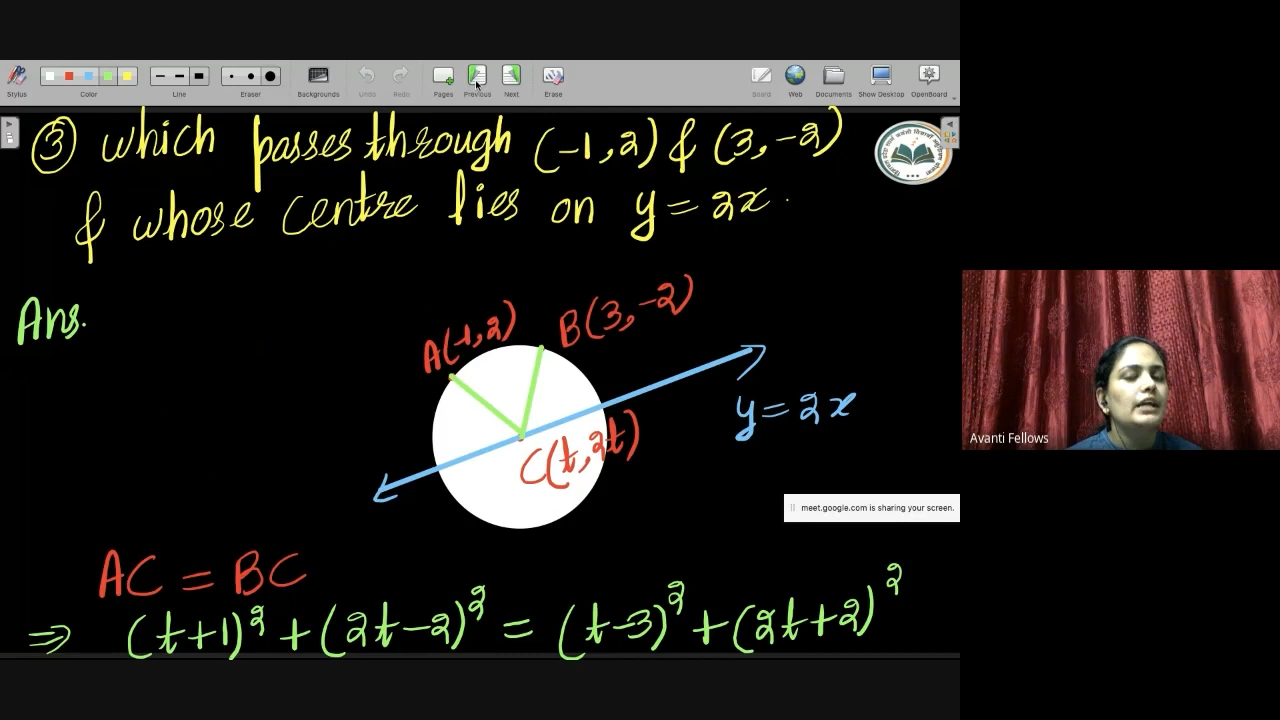 Stylus Color Line Eraser Backgrounds Undo Redo Pages Previous Next Erase Board Web Documents Show Desktop OpenBoard
③ which passes through (-1, 2) & (3, -2)
& whose centre lies on y = 2x.
Ans.
A(-1, 2) B(3, -2)
y = 2x
C(t, 2t)
Avanti Fellows
meet.google.com is sharing your screen.
AC = BC
⇒ (t+1)² + (2t-2)² = (t-3)² + (2t+2)²